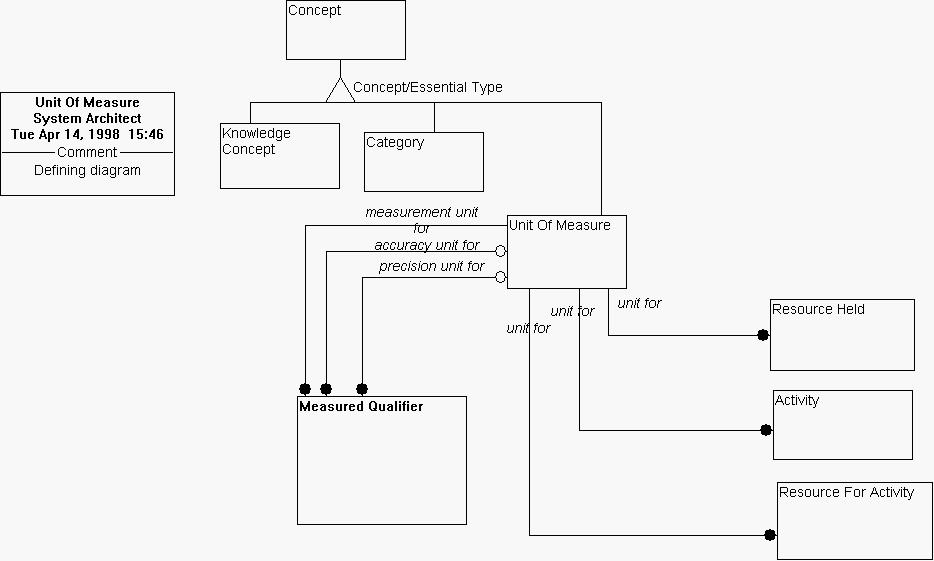 Concept
Concept/Essential Type
Unit Of Measure
System Architect
Tue Apr 14, 1998 15:46
Comment
Defining diagram
Knowledge
Concept
Category
measurement unit
for
accuracy unit for
precision unit for
Unit Of Measure
unit for
unit for
unit for
Resource Held
Measured Qualifier
Activity
Resource For Activity